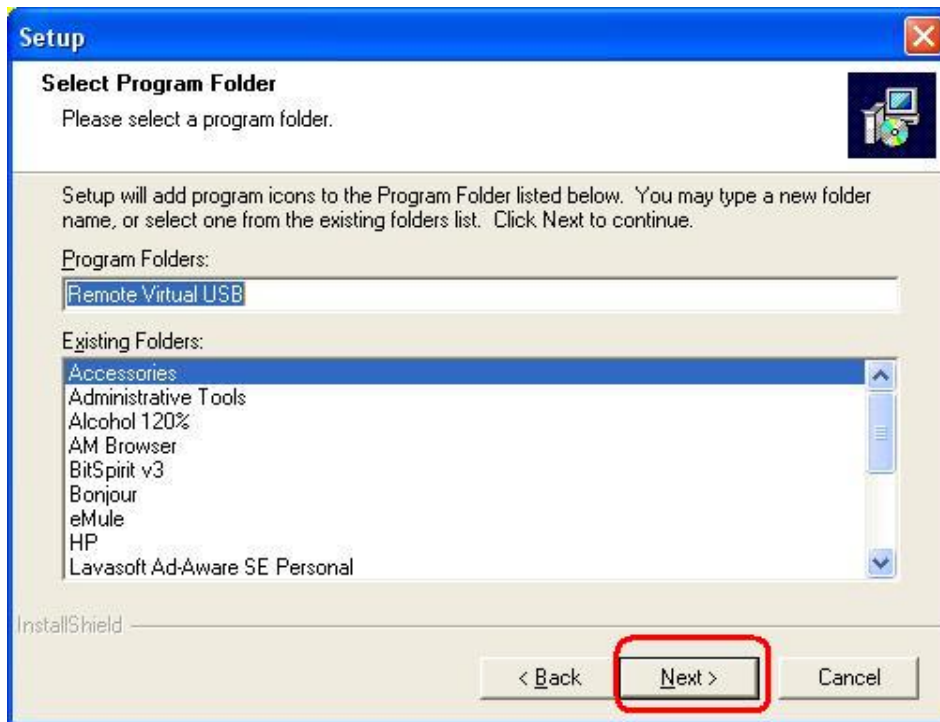 Setup
Select Program Folder
Please select a program folder.
Setup will add program icons to the Program Folder listed below. You may type a new folder
name, or select one from the existing folders list. Click Next to continue.
Program Folders:
Remote Virtual USB
Existing Folders:
Accessories
Administrative Tools
Alcohol 120%
AM Browser
BitSpirit v3
Bonjour
eMule
HP
Lavasoft Ad-Aware SE Personal
InstallShield
< Back Next > Cancel